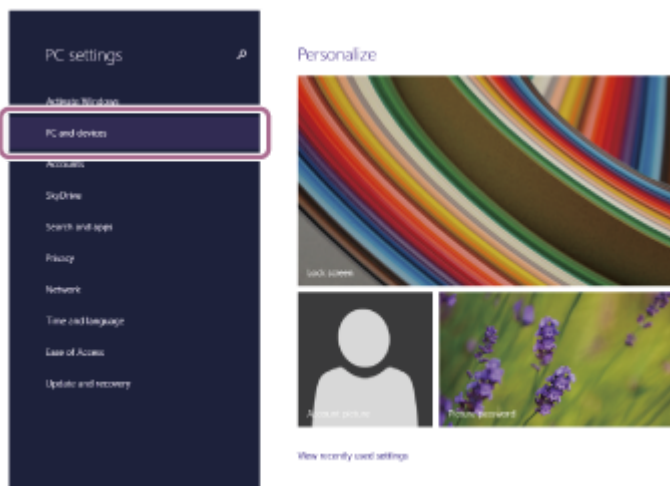 PC settings
Activate Windows
PC and devices
Accounts
SkyDrive
Search and apps
Privacy
Network
Time and language
Ease of Access
Update and recovery
Personalize
Lock screen
Account picture
Picture password
View recently used settings